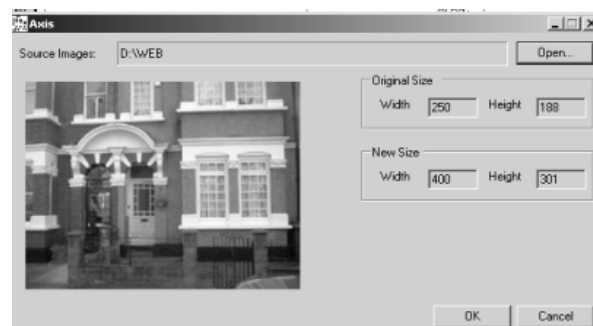 Axis
Source Images: D:\WEB Open...
Original Size
Width 250 Height 188
New Size
Width 400 Height 301
OK Cancel